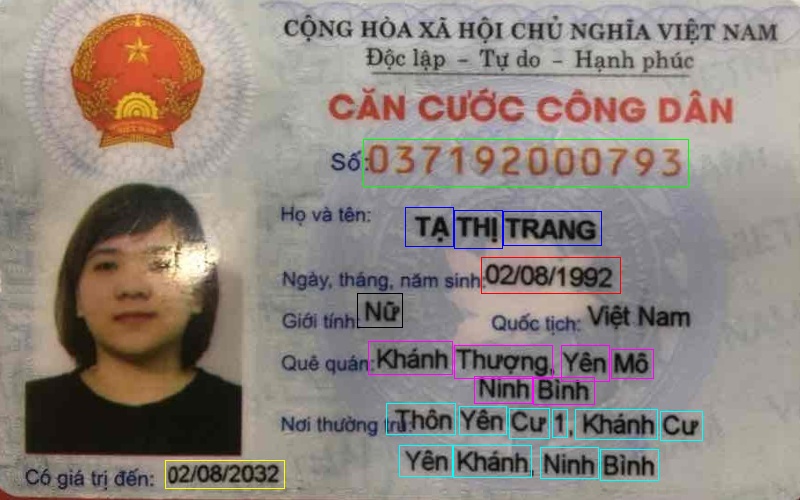 CỘNG HÒA XÃ HỘI CHỦ NGHĨA VIỆT NAM
Độc lập - Tự do - Hạnh phúc
CĂN CƯỚC CÔNG DÂN
Số: 037192000793
Họ và tên: TẠ THỊ TRANG
Ngày, tháng, năm sinh: 02/08/1992
Giới tính: Nữ Quốc tịch: Việt Nam
Quê quán: Khánh Thượng, Yên Mô
Ninh Bình
Nơi thường trú: Thôn Yên Cư 1, Khánh Cư
Yên Khánh, Ninh Bình
Có giá trị đến: 02/08/2032